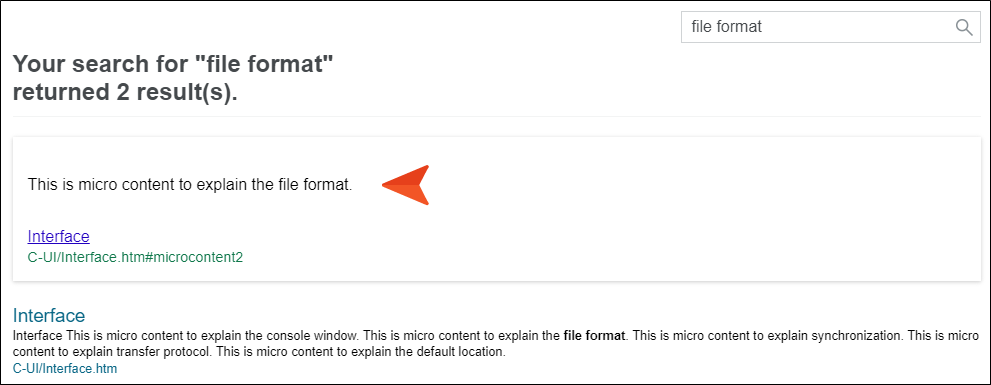 file format
Your search for "file format"
returned 2 result(s).
This is micro content to explain the file format.
Interface
C-UI/Interface.htm#microcontent2
Interface
Interface This is micro content to explain the console window. This is micro content to explain the file format. This is micro content to explain synchronization. This is micro
content to explain transfer protocol. This is micro content to explain the default location.
C-UI/Interface.htm